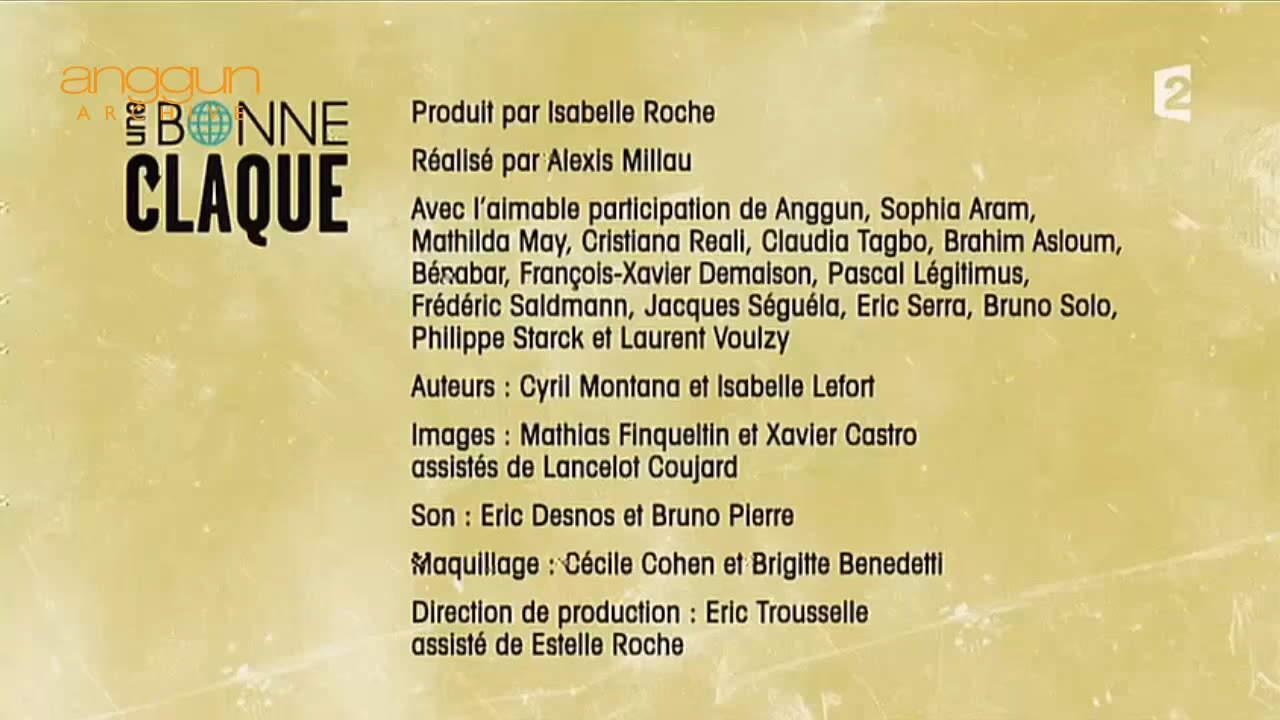 anggun
ARCHIVE
une BONNE
CLAQUE
2
Produit par Isabelle Roche
Réalisé par Alexis Millau
Avec l'aimable participation de Anggun, Sophia Aram,
Mathilda May, Cristiana Reali, Claudia Tagbo, Brahim Asloum,
Bénabar, François-Xavier Demaison, Pascal Légitimus,
Frédéric Saldmann, Jacques Séguéla, Eric Serra, Bruno Solo,
Philippe Starck et Laurent Voulzy
Auteurs : Cyril Montana et Isabelle Lefort
Images : Mathias Finqueltin et Xavier Castro
assistés de Lancelot Coujard
Son : Eric Desnos et Bruno Pierre
Maquillage : Cécile Cohen et Brigitte Benedetti
Direction de production : Eric Trousselle
assisté de Estelle Roche